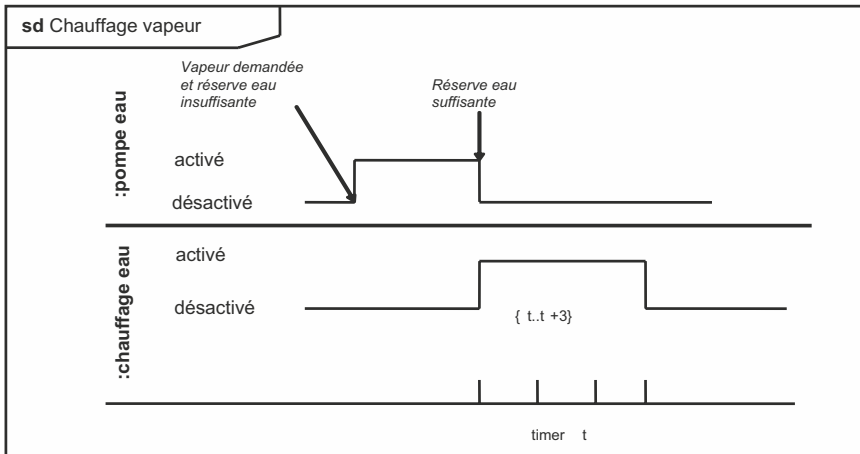 sd Chauffage vapeur
Vapeur demandée
et réserve eau
insuffisante
Réserve eau
suffisante
:pompe eau
activé
désactivé
:chauffage eau
activé
désactivé
{ t..t +3}
timer t